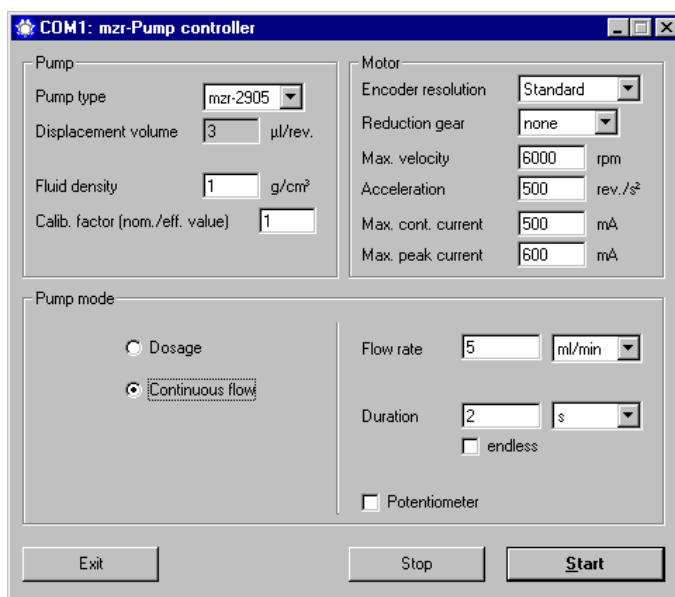 COM1: mzr-Pump controller
Pump
Pump type mzr-2905
Displacement volume 3 µl/rev.
Fluid density 1 g/cm³
Calib. factor (nom./eff. value) 1
Motor
Encoder resolution Standard
Reduction gear none
Max. velocity 6000 rpm
Acceleration 500 rev./s²
Max. cont. current 500 mA
Max. peak current 600 mA
Pump mode
Dosage
Continuous flow
Flow rate 5 ml/min
Duration 2 s
endless
Potentiometer
Exit Stop Start